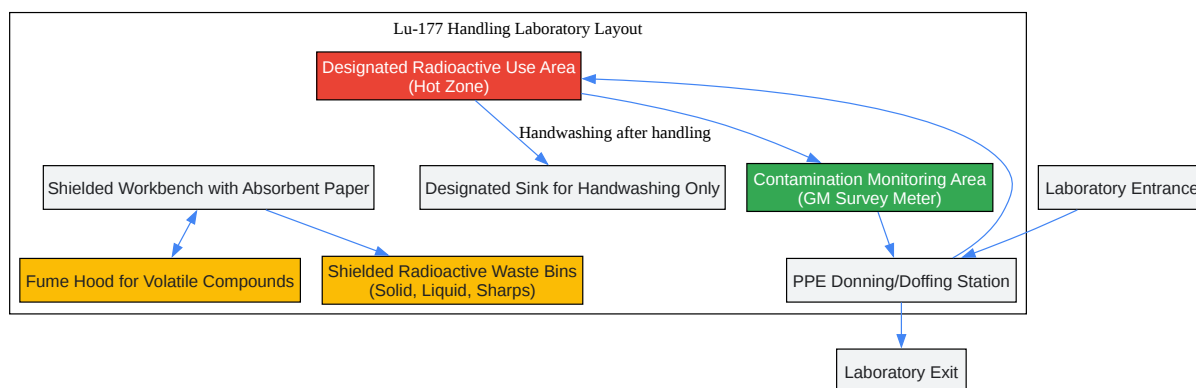 Lu-177 Handling Laboratory Layout
Designated Radioactive Use Area
(Hot Zone)
Handwashing after handling
Shielded Workbench with Absorbent Paper
Designated Sink for Handwashing Only
Contamination Monitoring Area
(GM Survey Meter)
Laboratory Entrance
Fume Hood for Volatile Compounds
Shielded Radioactive Waste Bins
(Solid, Liquid, Sharps)
PPE Donning/Doffing Station
Laboratory Exit